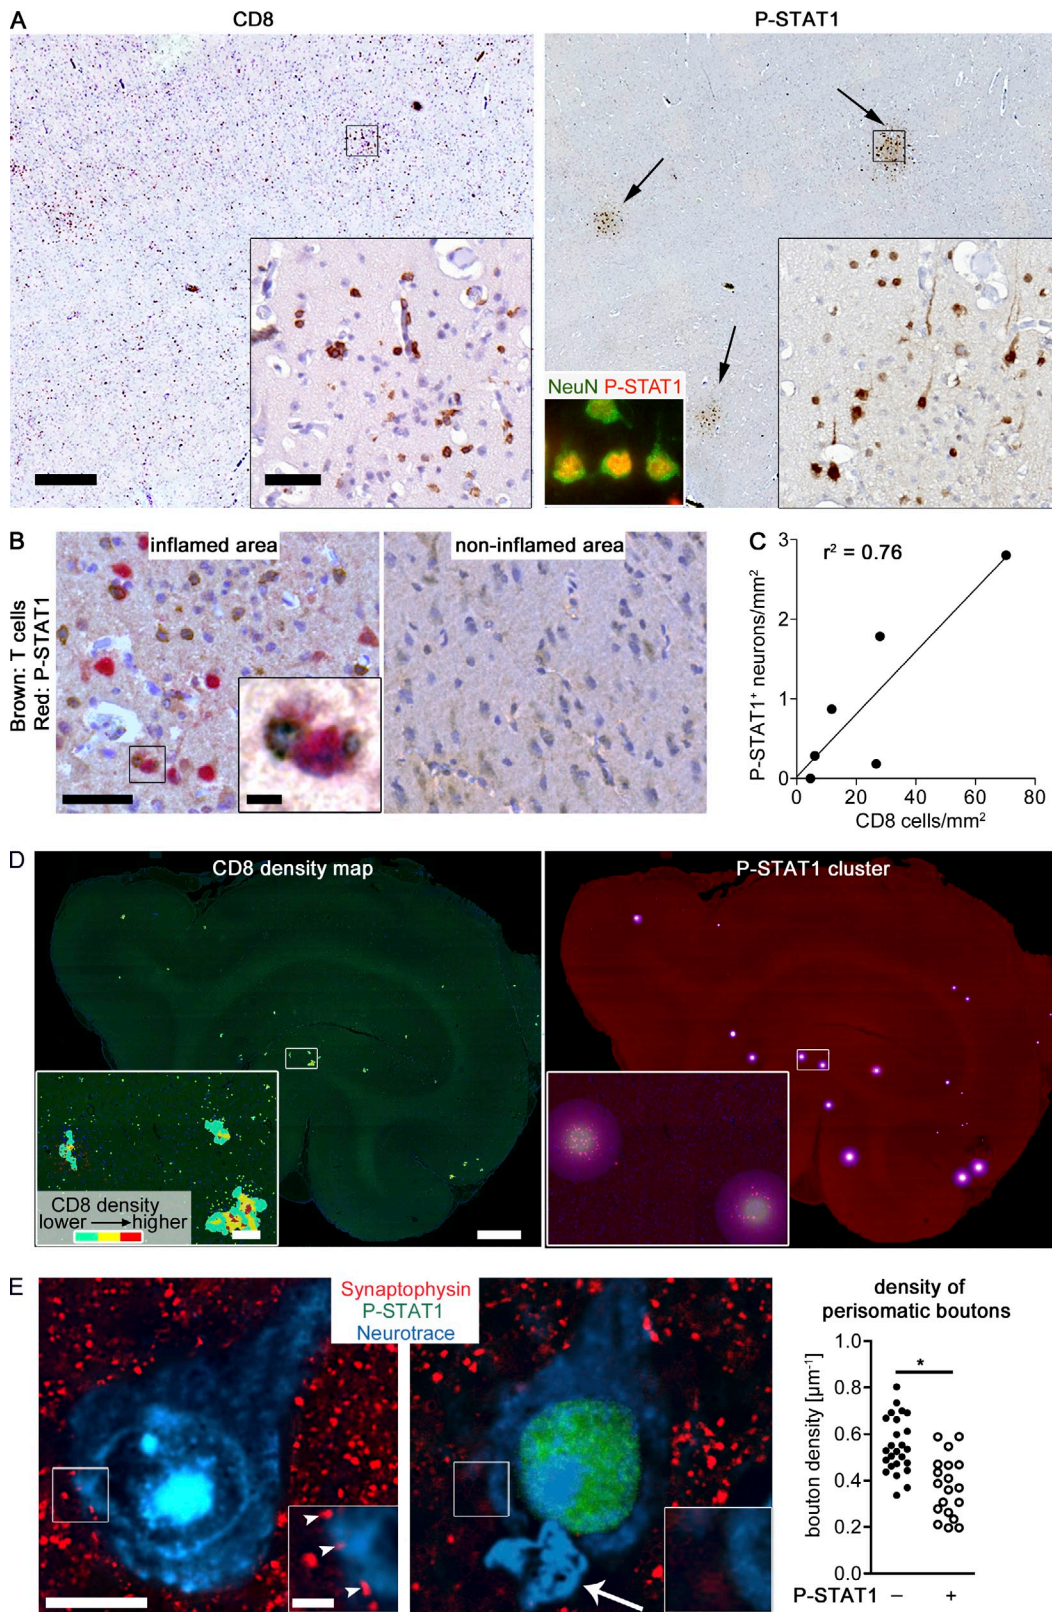 A
CD8
P-STAT1
NeuN P-STAT1
B
Brown: T cells
Red: P-STAT1
inflamed area
non-inflamed area
C
r² = 0.76
P-STAT1⁺ neurons/mm²
3
2
1
0
0 20 40 60 80
CD8 cells/mm²
D
CD8 density map
P-STAT1 cluster
CD8 density
lower → higher
E
Synaptophysin
P-STAT1
Neurotrace
density of
perisomatic boutons
*
bouton density [µm⁻¹]
1.0
0.8
0.6
0.4
0.2
0.0
P-STAT1 – +